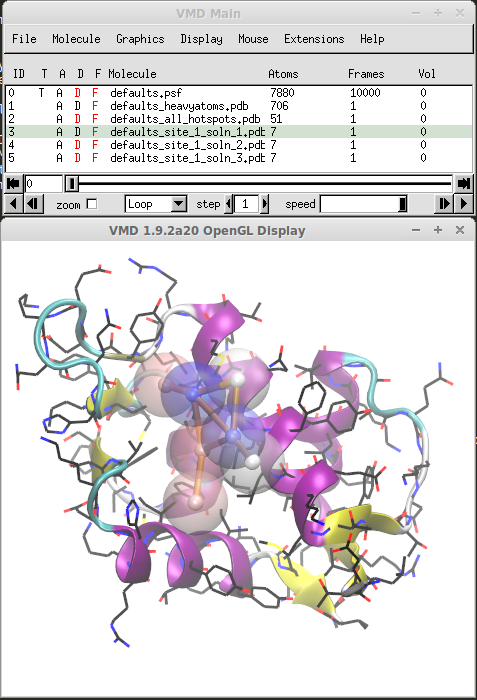 VMD Main
File Molecule Graphics Display Mouse Extensions Help
ID T A D F Molecule Atoms Frames Vol
0 T A D F defaults.psf 7880 10000 0
1 A D F defaults_heavyatoms.pdb 706 1 0
2 A D F defaults_all_hotspots.pdb 51 1 0
3 A D F defaults_site_1_soln_1.pdb 7 1 0
4 A D F defaults_site_1_soln_2.pdb 7 1 0
5 A D F defaults_site_1_soln_3.pdb 7 1 0
0
zoom Loop step 1 speed
VMD 1.9.2a20 OpenGL Display